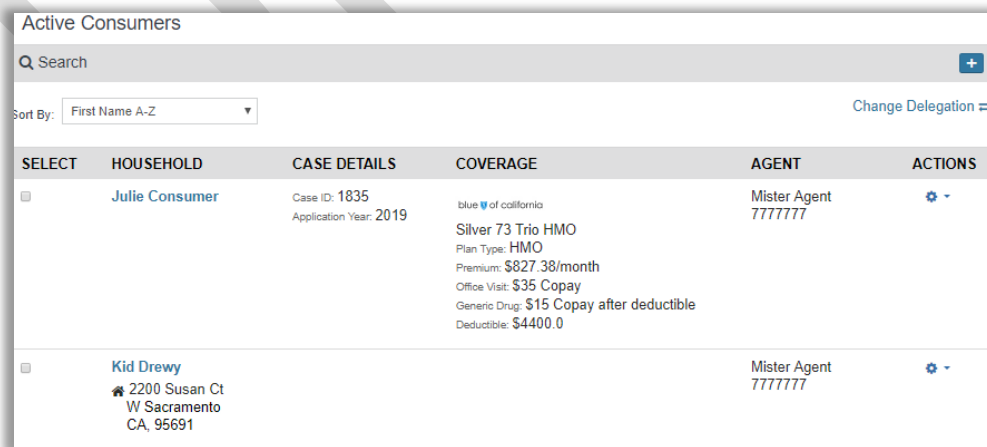 Active Consumers
Search
+
Sort By: First Name A-Z
Change Delegation
SELECT HOUSEHOLD CASE DETAILS COVERAGE AGENT ACTIONS
Julie Consumer
Case ID: 1835
Application Year: 2019
blue of california
Silver 73 Trio HMO
Plan Type: HMO
Premium: $827.38/month
Office Visit: $35 Copay
Generic Drug: $15 Copay after deductible
Deductible: $4400.0
Mister Agent
7777777
Kid Drewy
2200 Susan Ct
W Sacramento
CA, 95691
Mister Agent
7777777